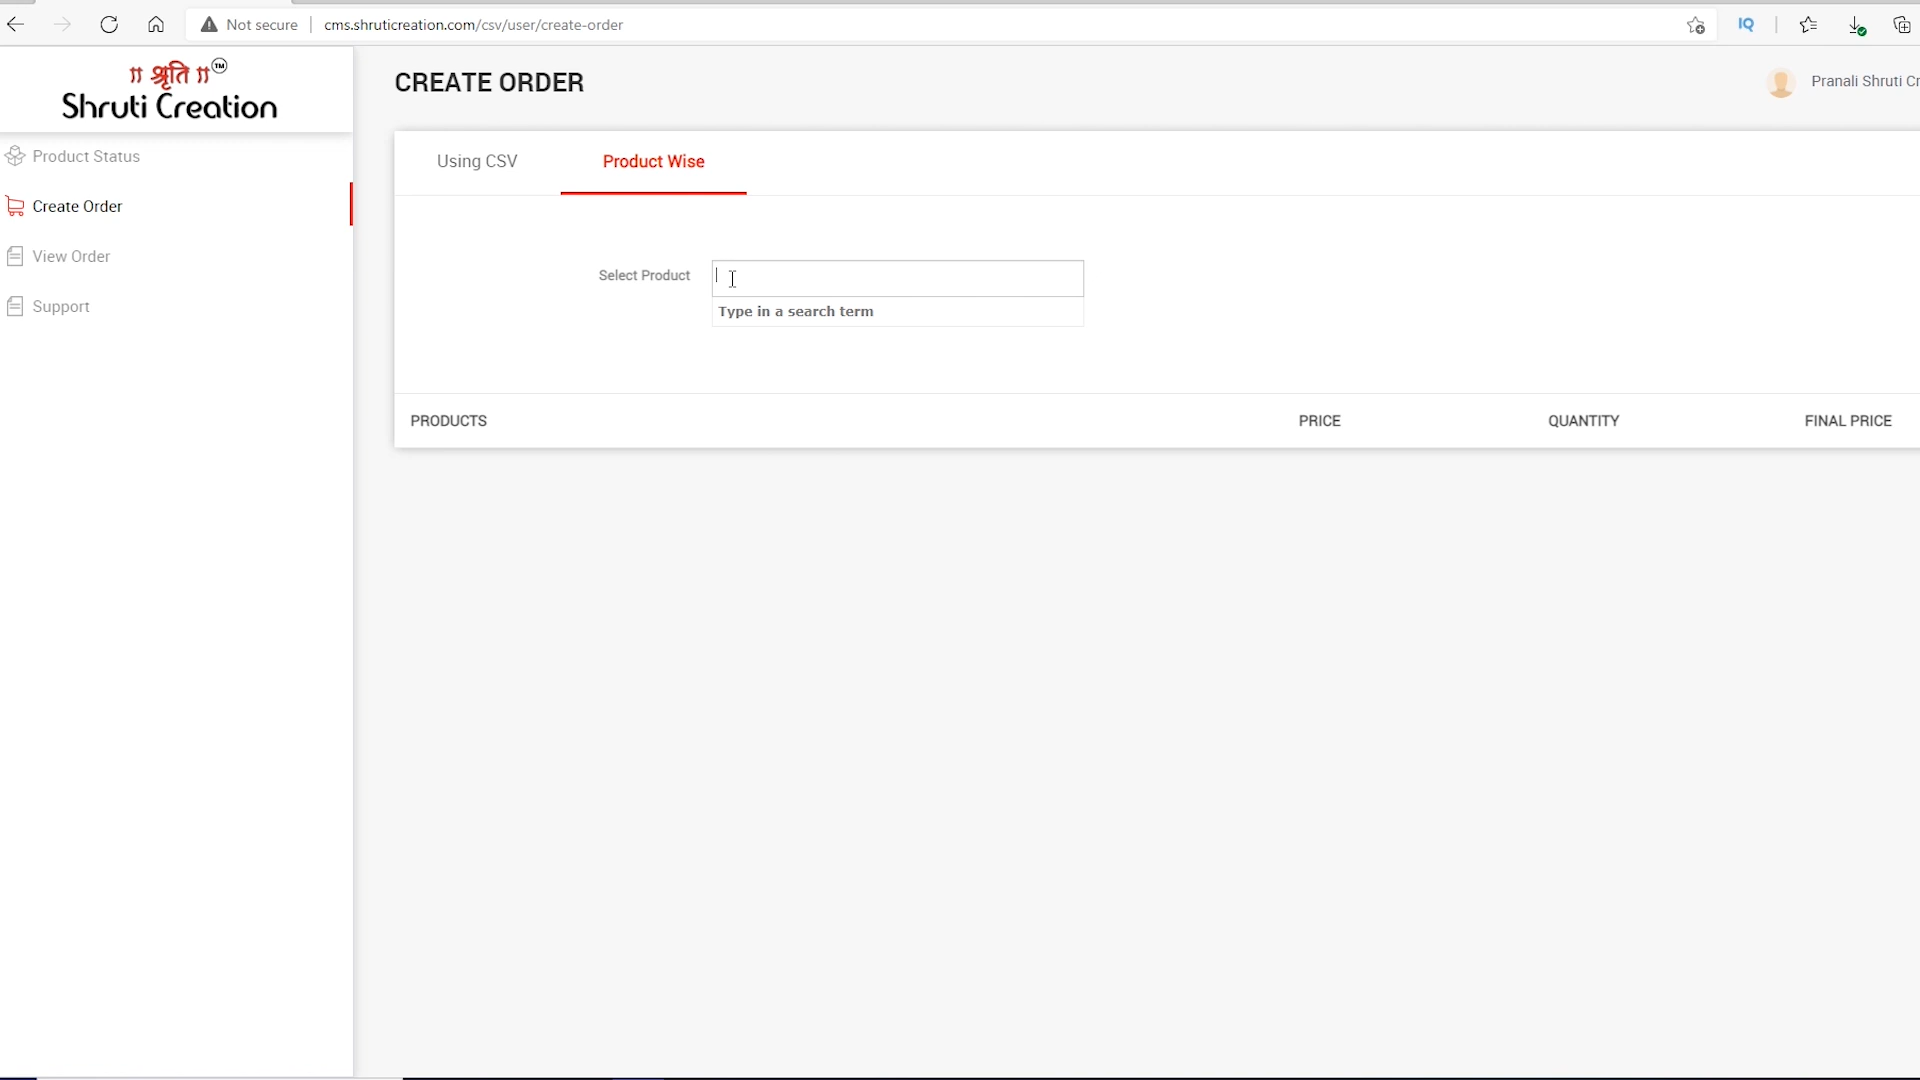 Not secure
cms.shruticreation.com/csv/user/create-order
IQ
॥ श्रृति ॥ TM
Shruti Creation
Product Status
Create Order
View Order
Support
CREATE ORDER
Pranali Shruti Cr
Using CSV
Product Wise
Select Product
Type in a search term
PRODUCTS PRICE QUANTITY FINAL PRICE